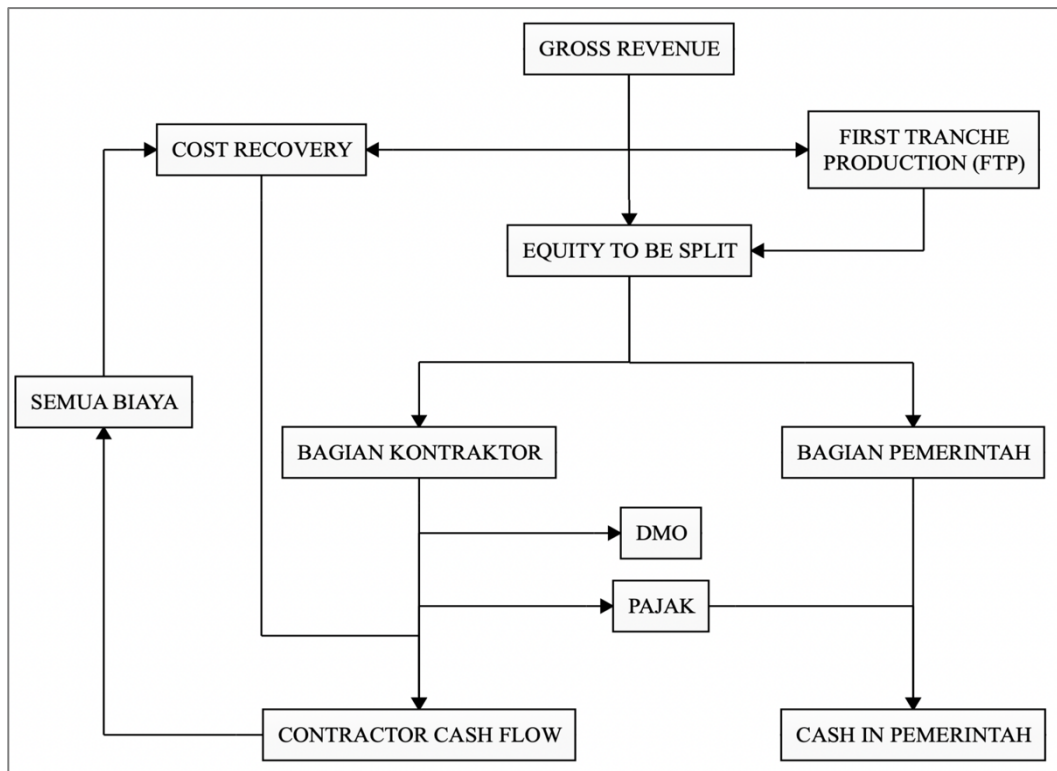 GROSS REVENUE
COST RECOVERY
FIRST TRANCHE
PRODUCTION (FTP)
EQUITY TO BE SPLIT
SEMUA BIAYA
BAGIAN KONTRAKTOR
BAGIAN PEMERINTAH
DMO
PAJAK
CONTRACTOR CASH FLOW
CASH IN PEMERINTAH